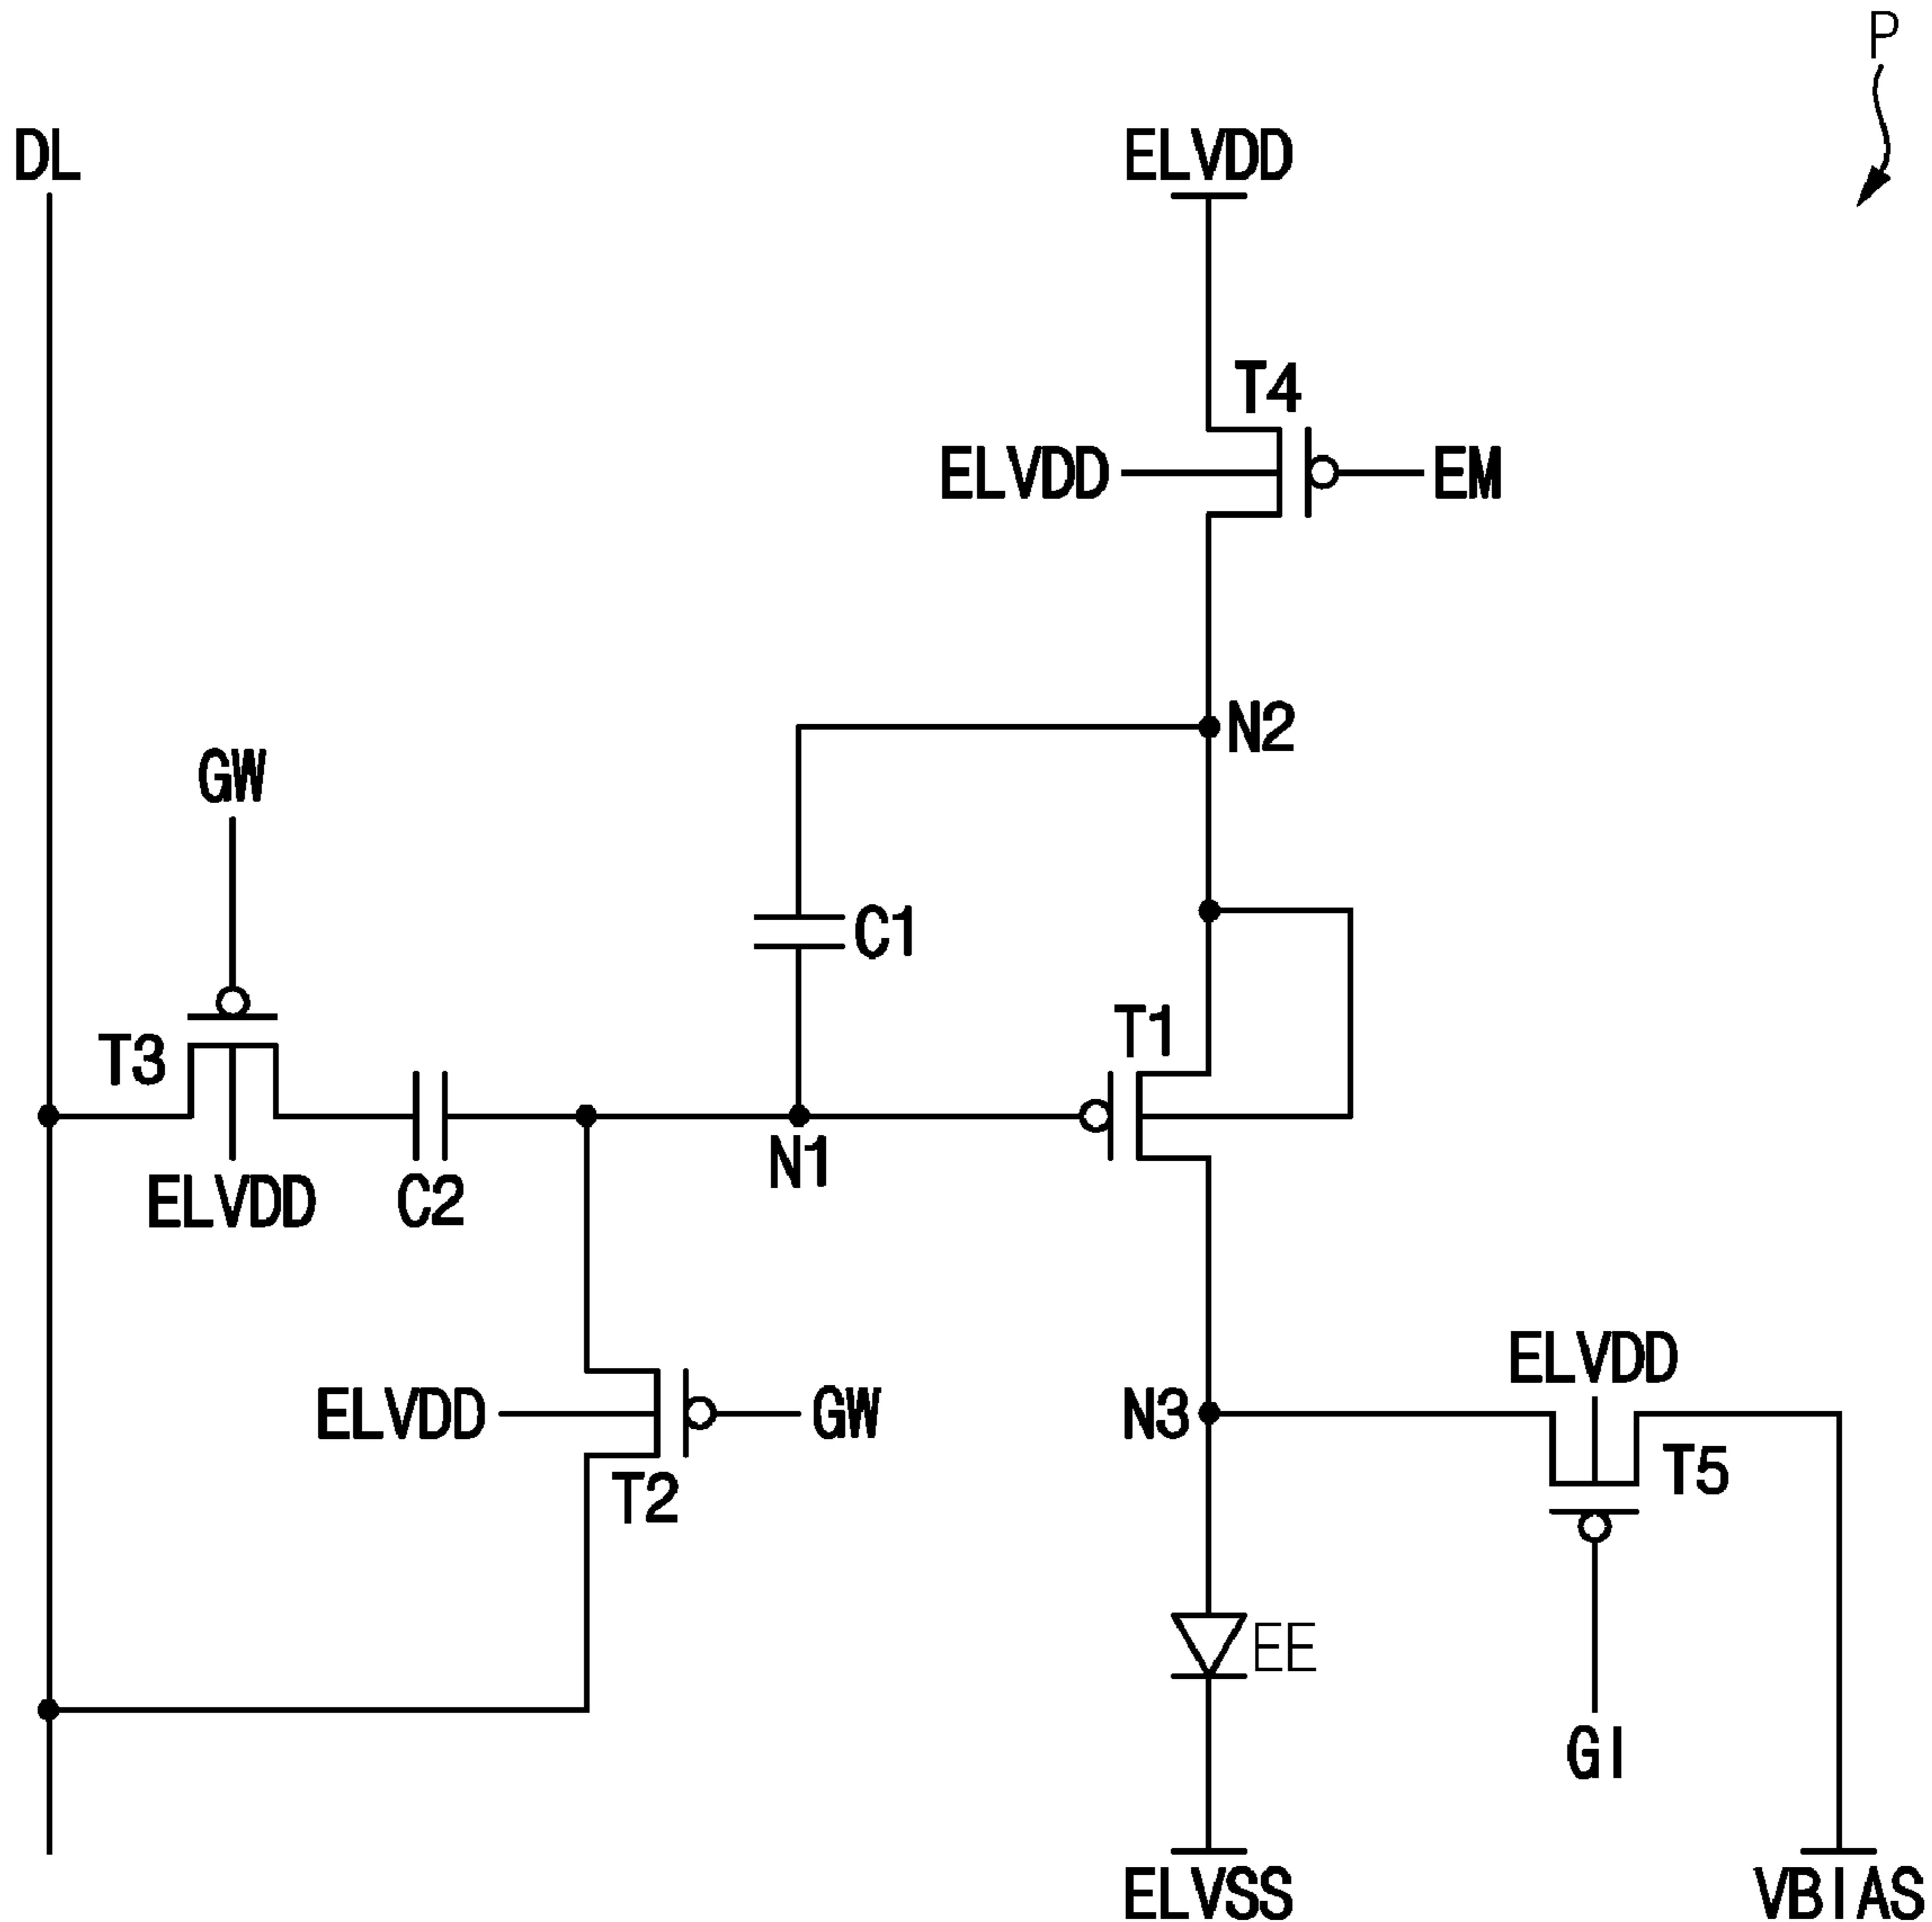 P
DL
ELVDD
T4
ELVDD
EM
N2
GW
C1
T1
T3
N1
ELVDD
C2
ELVDD
ELVDD
GW
N3
T5
T2
EE
GI
ELVSS
VBIAS